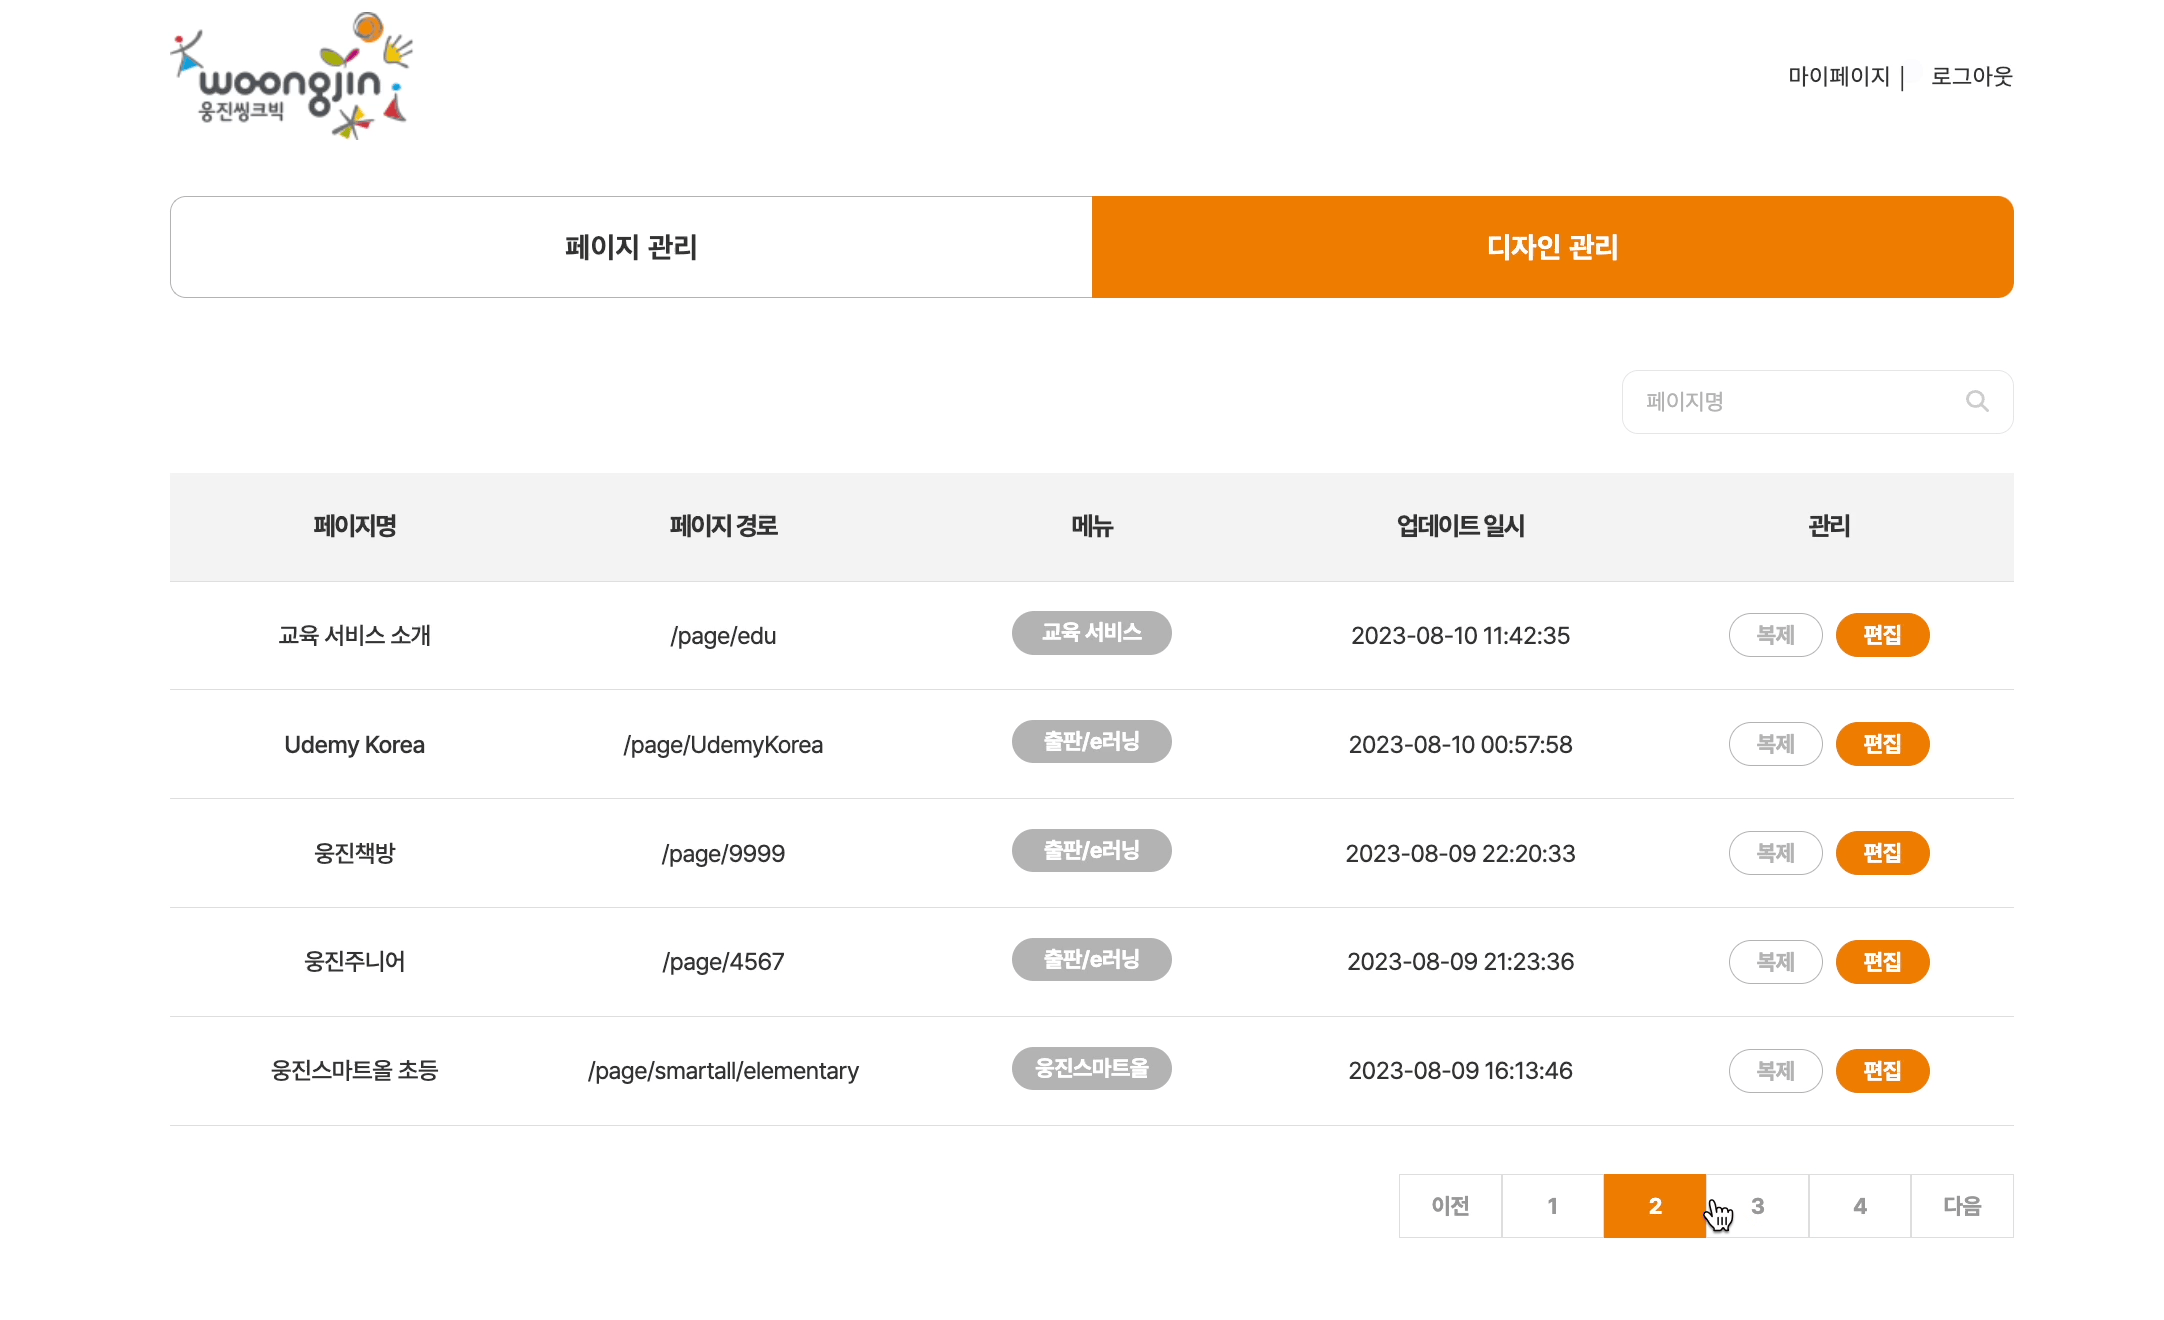 woongjin
웅진씽크빅
마이페이지 | 로그아웃
페이지 관리 디자인 관리
페이지명
페이지명 페이지 경로 메뉴 업데이트 일시 관리
교육 서비스 소개 /page/edu 교육 서비스 2023-08-10 11:42:35 복제 편집
Udemy Korea /page/UdemyKorea 출판/e러닝 2023-08-10 00:57:58 복제 편집
웅진책방 /page/9999 출판/e러닝 2023-08-09 22:20:33 복제 편집
웅진주니어 /page/4567 출판/e러닝 2023-08-09 21:23:36 복제 편집
웅진스마트올 초등 /page/smartall/elementary 웅진스마트올 2023-08-09 16:13:46 복제 편집
이전 1 2 3 4 다음